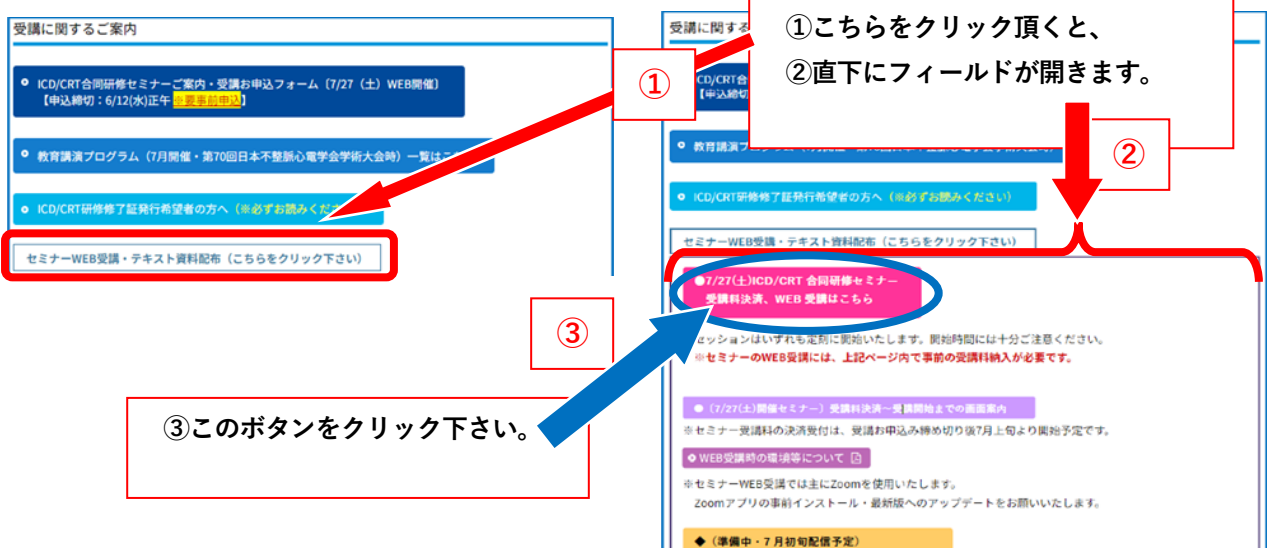 受講に関するご案内
ICD/CRT合同研修セミナーご案内・受講お申込フォーム〔7/27（土）WEB開催〕
【申込締切：6/12(水)正午 ※要事前申込】
教育講演プログラム（7月開催・第70回日本不整脈心電学会学術大会時）一覧は
ICD/CRT研修修了証発行希望者の方へ（※必ずお読みくだ
セミナーWEB受講・テキスト資料配布（こちらをクリック下さい）
①
受講に関する
①こちらをクリック頂くと、
②直下にフィールドが開きます。
ICD/CRT合
【申込締切
教育講演プ
②
ICD/CRT研修修了証発行希望者の方へ（※必ずお読みください）
セミナーWEB受講・テキスト資料配布（こちらをクリック下さい）
●7/27(土)ICD/CRT 合同研修セミナー
受講料決済、WEB 受講はこちら
③
③このボタンをクリック下さい。
セッションはいずれも定刻に開始いたします。開始時間には十分ご注意ください。
※セミナーのWEB受講には、上記ページ内で事前の受講料納入が必要です。
●（7/27(土)開催セミナー）受講料決済～受講開始までの画面案内
※セミナー受講料の決済受付は、受講お申込み締め切り後7月上旬より開始予定です。
WEB受講時の環境等について
※セミナーWEB受講では主にZoomを使用いたします。
Zoomアプリの事前インストール・最新版へのアップデートをお願いいたします。
◆（準備中・７月初旬配信予定）